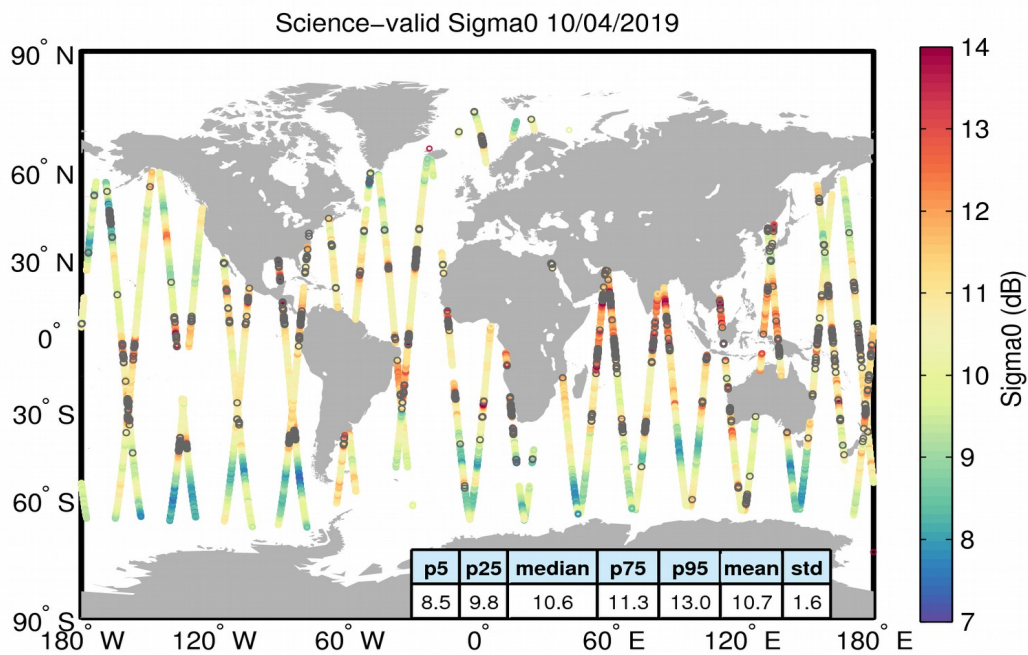 Science−valid Sigma0 10/04/2019
90° N
60° N
30° N
0°
30° S
60° S
90° S
180° W
120° W
60° W
0°
60° E
120° E
180° E
14
13
12
11
10
9
8
7
Sigma0 (dB)
p5 p25 median p75 p95 mean std
8.5 9.8 10.6 11.3 13.0 10.7 1.6